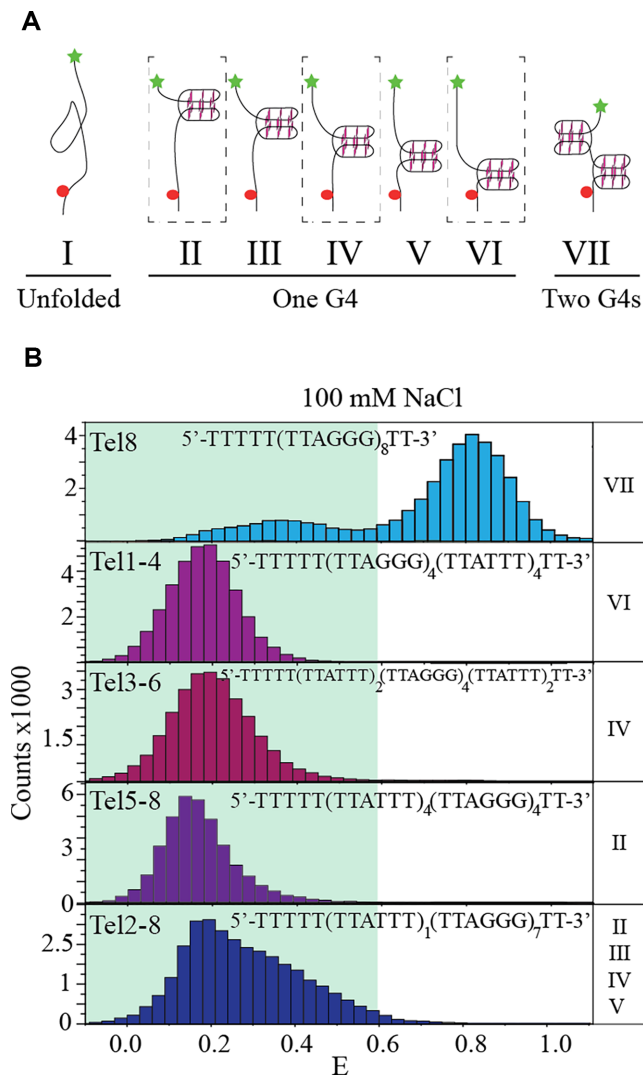 A
I II III IV V VI VII
Unfolded One G4 Two G4s
B
100 mM NaCl
Tel8 5’-TTTTT(TTAGGG)8TT-3’
4
2
VII
Tel1-4 5’-TTTTT(TTAGGG)4(TTATTT)4TT-3’
4
2
VI
Tel3-6 5’-TTTTT(TTATTT)2(TTAGGG)4(TTATTT)2TT-3’
3
1.5
IV
Tel5-8 5’-TTTTT(TTATTT)4(TTAGGG)4TT-3’
6
3
0
II
Tel2-8 5’-TTTTT(TTATTT)1(TTAGGG)7TT-3’
2.5
1
0
II
III
IV
V
Counts x1000
0.0 0.2 0.4 0.6 0.8 1.0
E